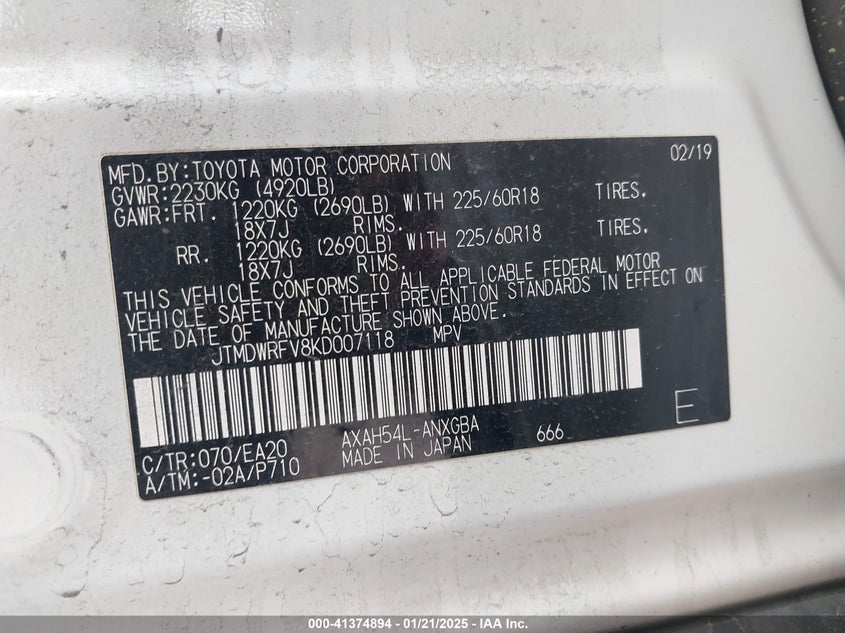 MFD.BY:TOYOTA MOTOR CORPORATION 02/19
GVWR:2230KG (4920LB)
GAWR:FRT. 1220KG (2690LB) WITH 225/60R18 TIRES.
18X7J RIMS.
RR. 1220KG (2690LB) WITH 225/60R18 TIRES.
18X7J RIMS.
THIS VEHICLE CONFORMS TO ALL APPLICABLE FEDERAL MOTOR
VEHICLE SAFETY AND THEFT PREVENTION STANDARDS IN EFFECT ON
THE DATE OF MANUFACTURE SHOWN ABOVE.
JTMDWRFV8KD007118 MPV
E
C/TR:070/EA20 AXAH54L-ANXGBA 666
A/TM:-02A/P710 MADE IN JAPAN
000-41374894 / 01/21/2025 - IAA Inc.